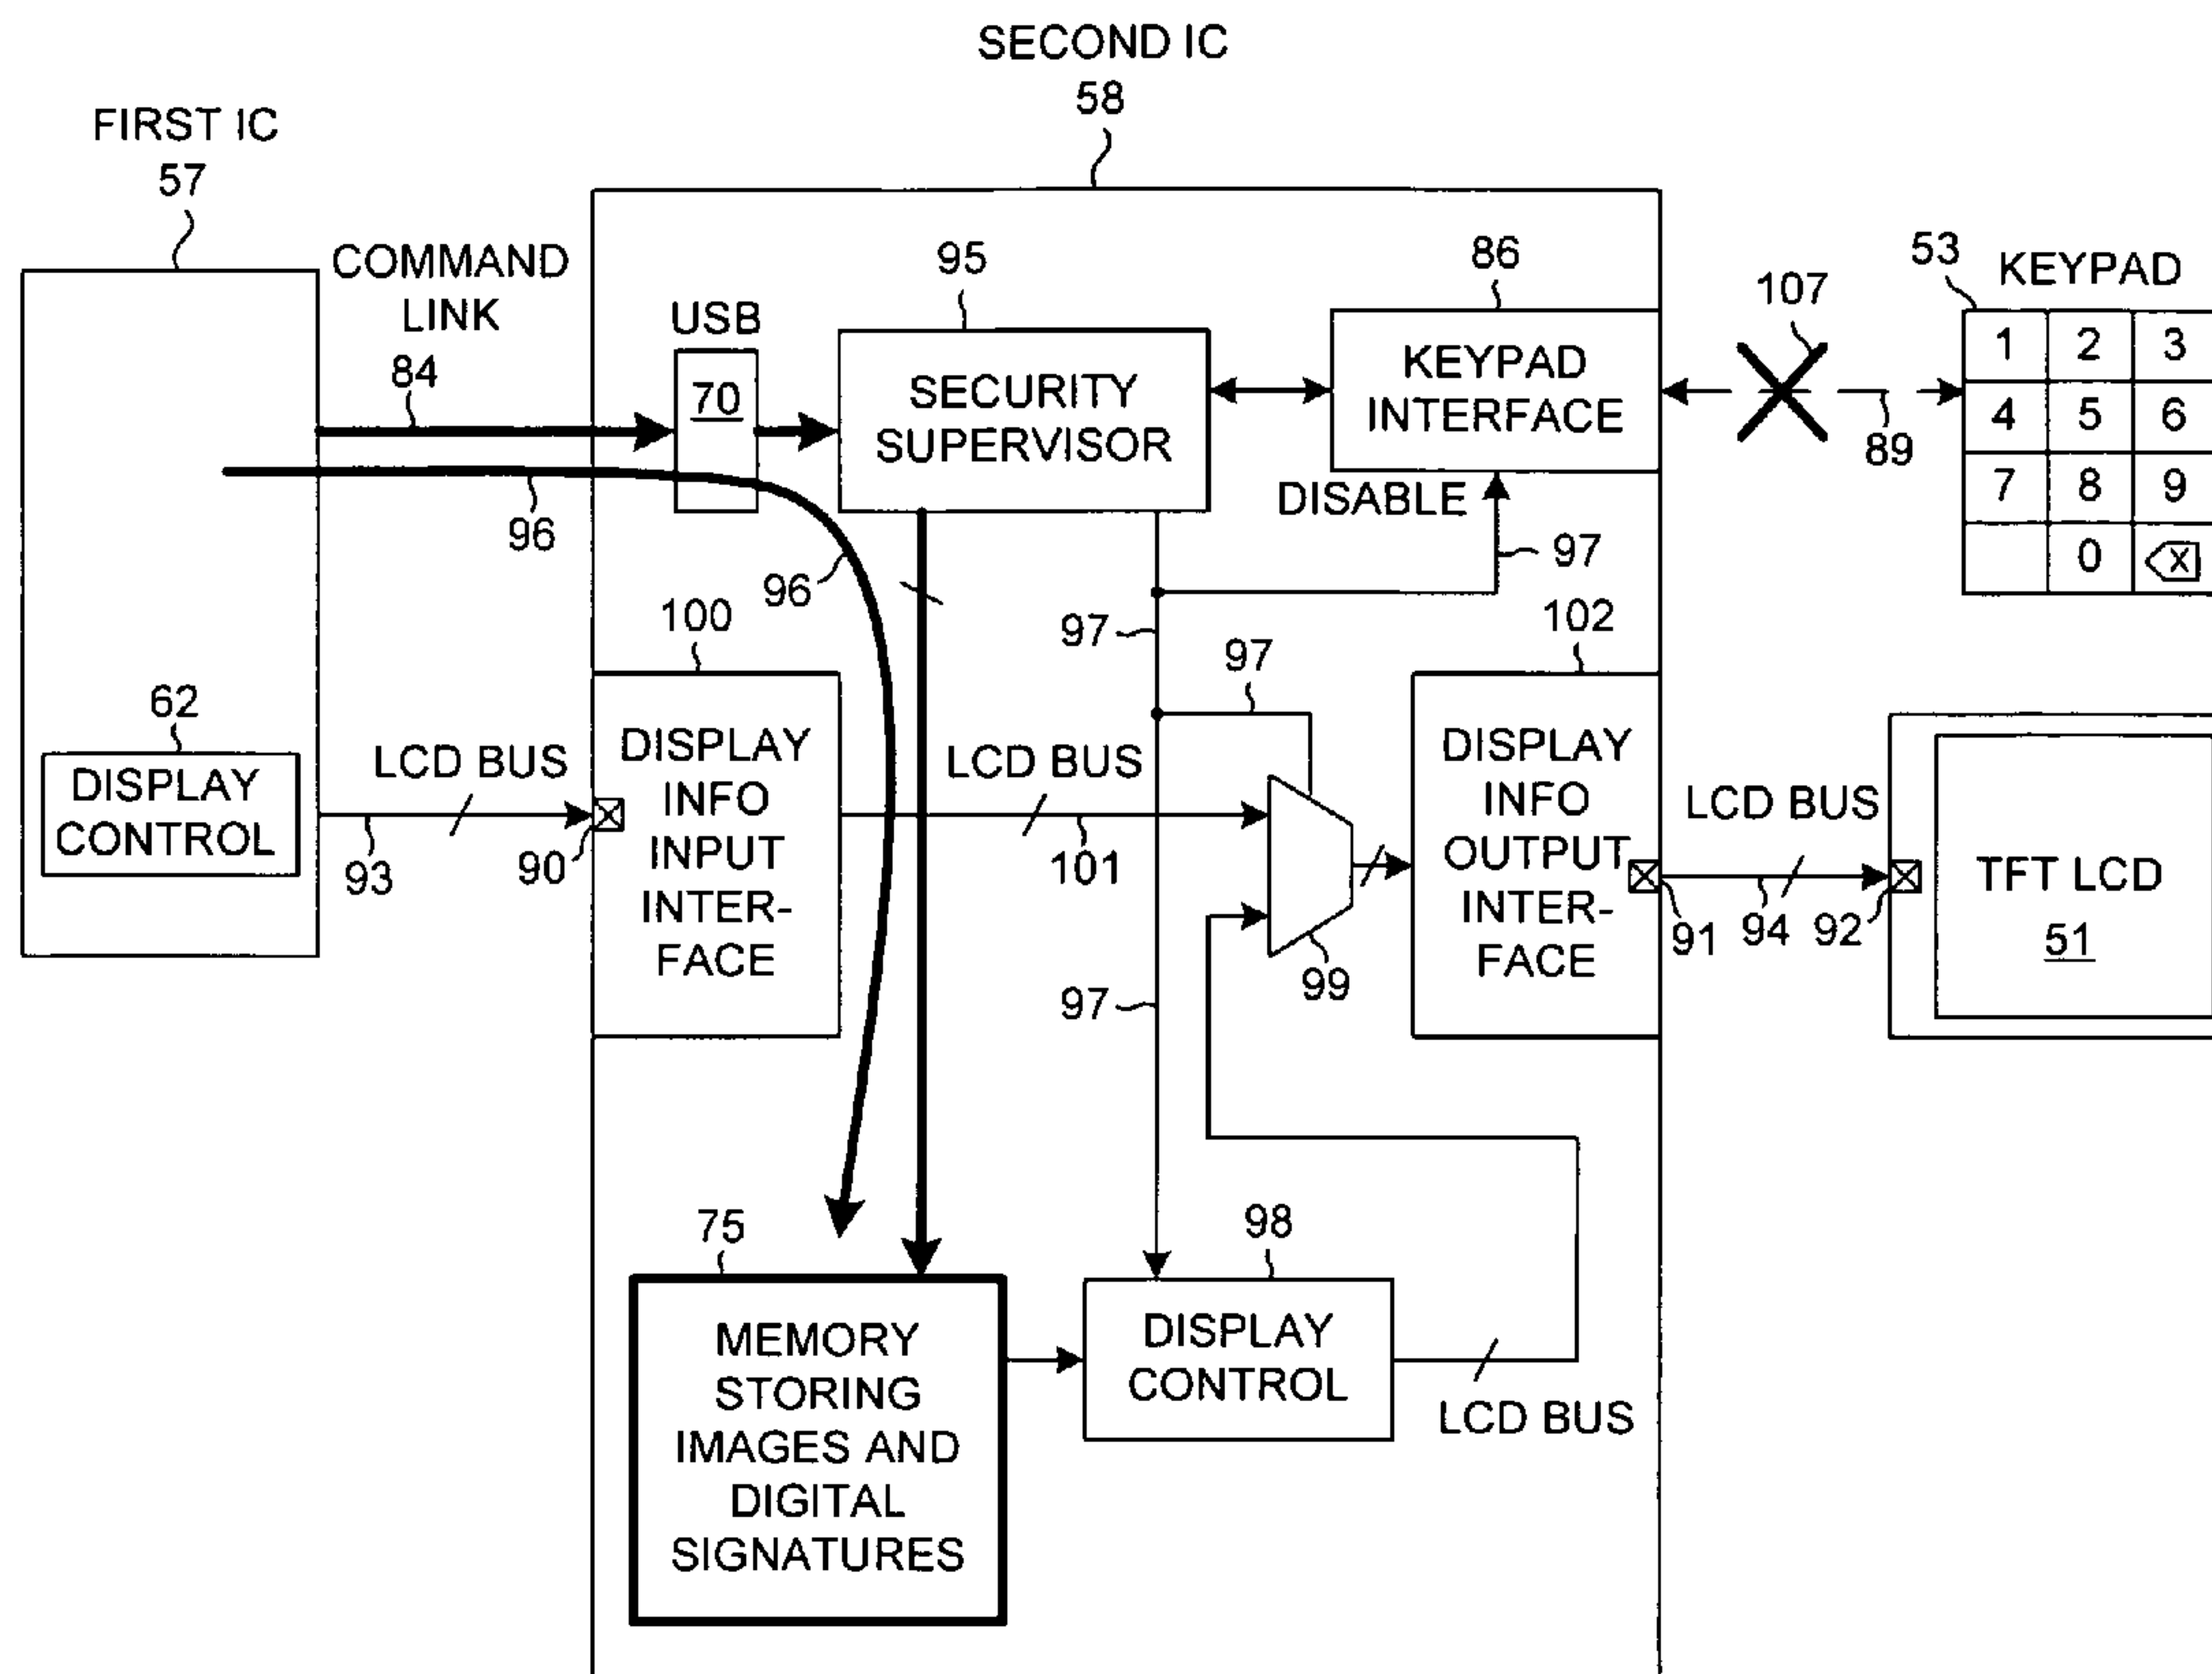 SECOND IC
58
FIRST IC
57
COMMAND
LINK
84
USB
70
95
SECURITY
SUPERVISOR
86
KEYPAD
INTERFACE
DISABLE
107
89
53
KEYPAD
1 2 3
4 5 6
7 8 9
0 X
96
96
97
97
97
97
100
DISPLAY
INFO
INPUT
INTER-
FACE
102
DISPLAY
INFO
OUTPUT
INTER-
FACE
62
DISPLAY
CONTROL
LCD BUS
93
90
LCD BUS
101
99
LCD BUS
91
94
92
TFT LCD
51
75
MEMORY
STORING
IMAGES AND
DIGITAL
SIGNATURES
98
DISPLAY
CONTROL
LCD BUS